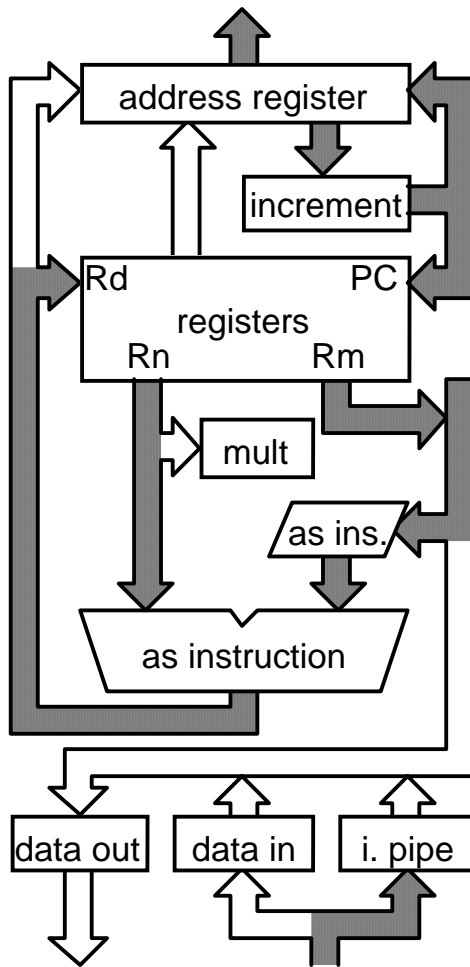 address register
increment
Rd PC
registers
Rn Rm
mult
as ins.
as instruction
data out data in i. pipe